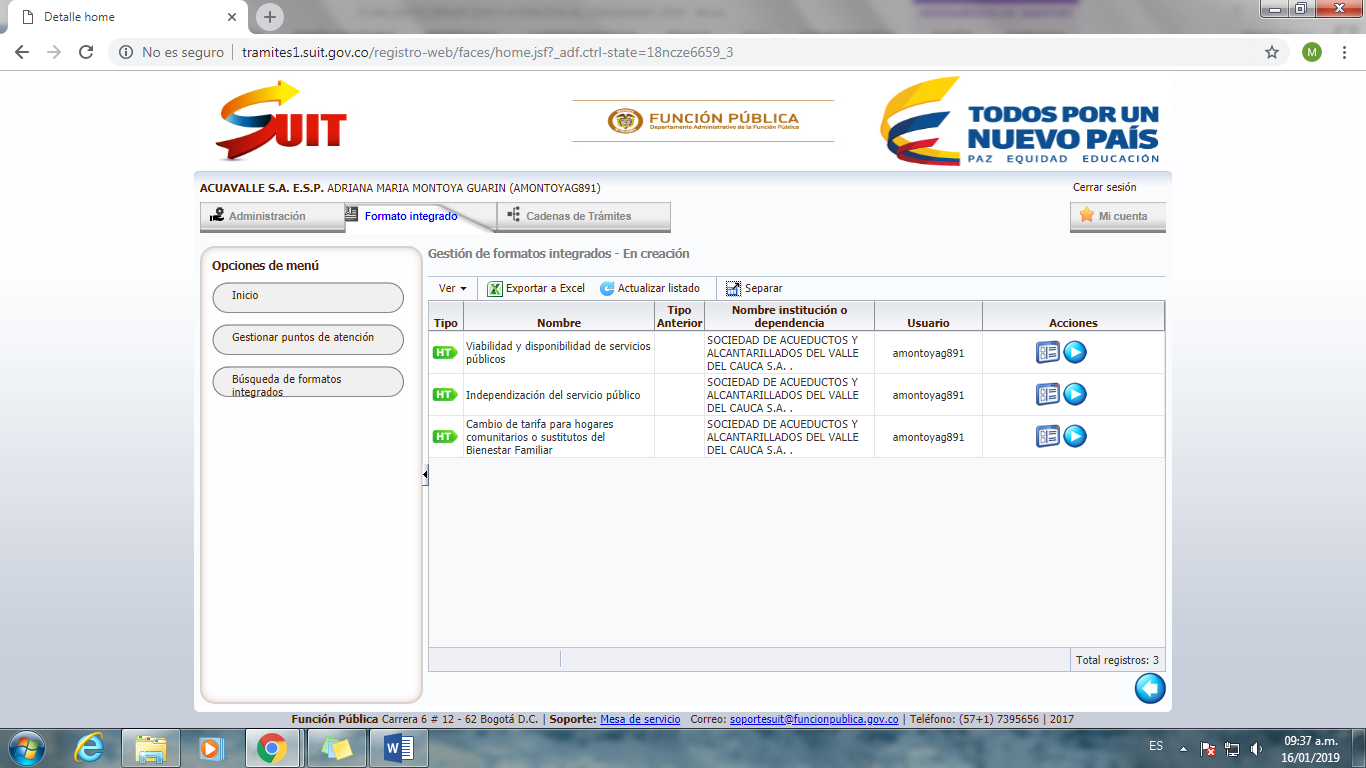 Detalle home
No es seguro
tramites1.suit.gov.co/registro-web/faces/home.jsf?_adf.ctrl-state=18ncze6659_3
M
SUIT
FUNCIÓN PÚBLICA
Departamento Administrativo de la Función Pública
TODOS POR UN
NUEVO PAÍS
PAZ EQUIDAD EDUCACIÓN
ACUAVALLE S.A. E.S.P. ADRIANA MARIA MONTOYA GUARIN (AMONTOYAG891)
Cerrar sesión
Administración
Formato integrado
Cadenas de Trámites
Mi cuenta
Opciones de menú
Inicio
Gestionar puntos de atención
Búsqueda de formatos
integrados
Gestión de formatos integrados - En creación
Ver
Exportar a Excel
Actualizar listado
Separar
Tipo
Nombre
Tipo
Anterior
Nombre institución o
dependencia
Usuario
Acciones
HT
Viabilidad y disponibilidad de servicios
públicos
SOCIEDAD DE ACUEDUCTOS Y
ALCANTARILLADOS DEL VALLE
DEL CAUCA S.A. .
amontoyag891
HT
Independización del servicio público
SOCIEDAD DE ACUEDUCTOS Y
ALCANTARILLADOS DEL VALLE
DEL CAUCA S.A. .
amontoyag891
HT
Cambio de tarifa para hogares
comunitarios o sustitutos del
Bienestar Familiar
SOCIEDAD DE ACUEDUCTOS Y
ALCANTARILLADOS DEL VALLE
DEL CAUCA S.A. .
amontoyag891
Total registros: 3
Función Pública Carrera 6 # 12 - 62 Bogotá D.C. | Soporte: Mesa de servicio Correo: soportesuit@funcionpublica.gov.co | Teléfono: (57+1) 7395656 | 2017
ES
09:37 a.m.
16/01/2019